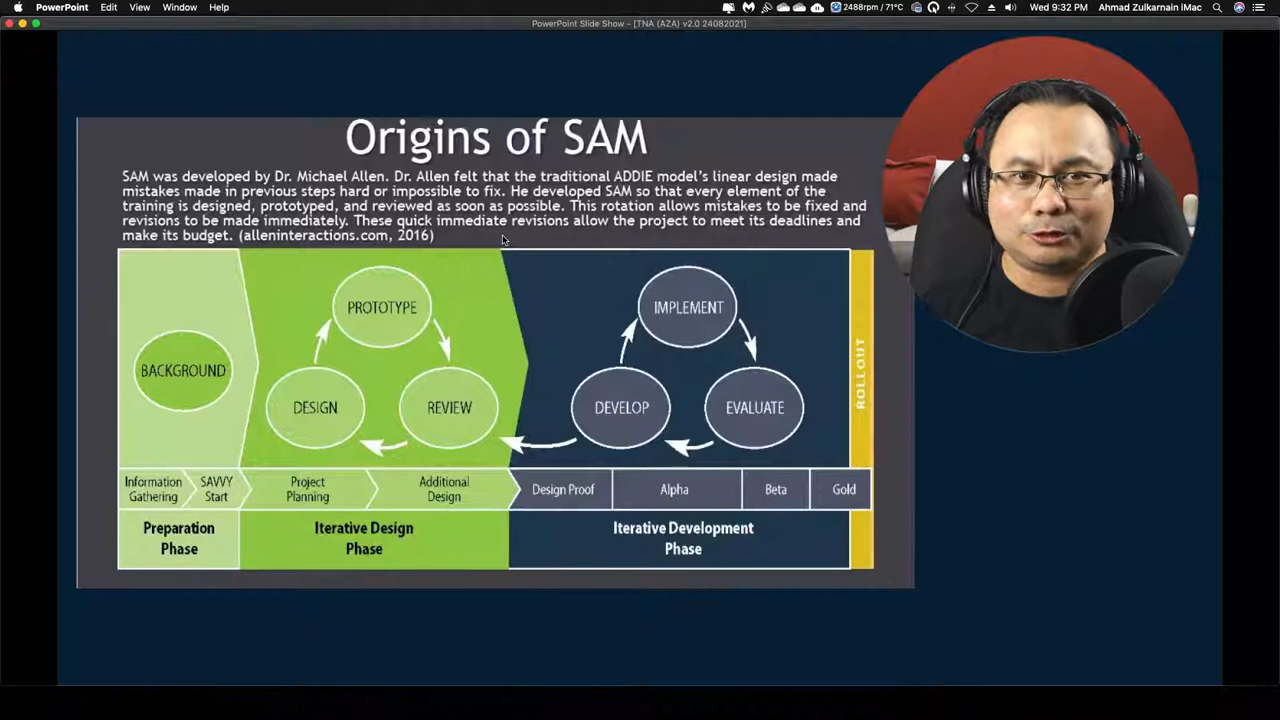 PowerPoint Edit View Window Help 2488rpm / 71°C Wed 9:32 PM Ahmad Zulkarnain iMac
PowerPoint Slide Show - [TNA (AZA) v2.0 24082021]
Origins of SAM
SAM was developed by Dr. Michael Allen. Dr. Allen felt that the traditional ADDIE model's linear design made
mistakes made in previous steps hard or impossible to fix. He developed SAM so that every element of the
training is designed, prototyped, and reviewed as soon as possible. This rotation allows mistakes to be fixed and
revisions to be made immediately. These quick immediate revisions allow the project to meet its deadlines and
make its budget. (alleninteractions.com, 2016)
BACKGROUND
PROTOTYPE
DESIGN
REVIEW
IMPLEMENT
DEVELOP
EVALUATE
ROLLOUT
Information
Gathering
SAVVY
Start
Project
Planning
Additional
Design
Design Proof
Alpha
Beta
Gold
Preparation
Phase
Iterative Design
Phase
Iterative Development
Phase